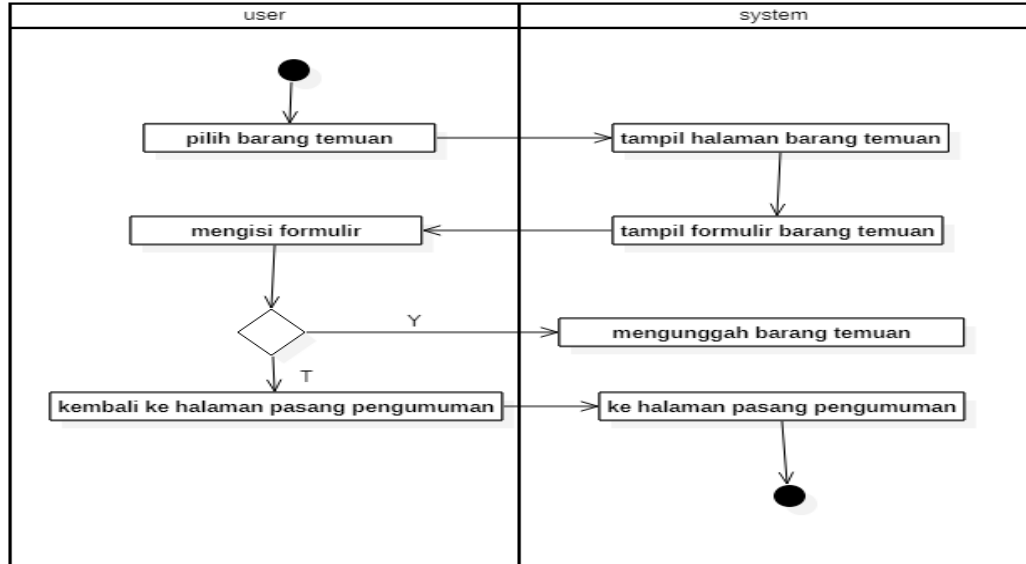 user
system
pilih barang temuan
tampil halaman barang temuan
mengisi formulir
tampil formulir barang temuan
Y
mengunggah barang temuan
T
kembali ke halaman pasang pengumuman
ke halaman pasang pengumuman